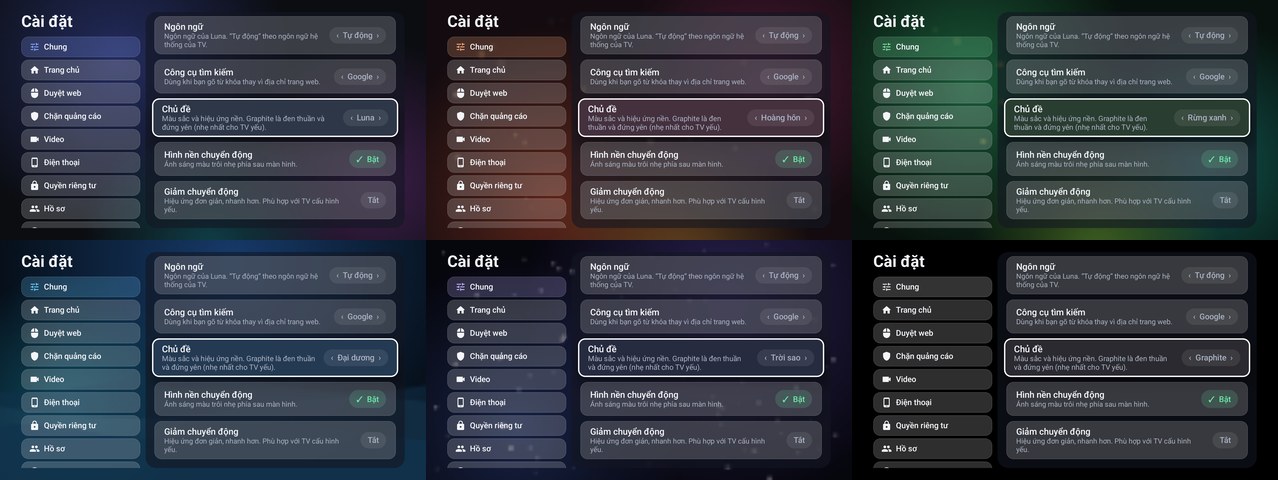 Cài đặt
Chung
Trang chủ
Duyệt web
Chặn quảng cáo
Video
Điện thoại
Quyền riêng tư
Hồ sơ
Ngôn ngữ
Ngôn ngữ của Luna. "Tự động" theo ngôn ngữ hệ
thống của TV.
‹ Tự động ›
Công cụ tìm kiếm
Dùng khi bạn gõ từ khóa thay vì địa chỉ trang web.
‹ Google ›
Chủ đề
Màu sắc và hiệu ứng nền. Graphite là đen thuần và
đứng yên (nhẹ nhất cho TV yếu).
‹ Luna ›
Hình nền chuyển động
Ánh sáng màu trôi nhẹ phía sau màn hình.
✓ Bật
Giảm chuyển động
Hiệu ứng đơn giản, nhanh hơn. Phù hợp với TV cấu hình
yếu.
Tắt
Cài đặt
Chung
Trang chủ
Duyệt web
Chặn quảng cáo
Video
Điện thoại
Quyền riêng tư
Hồ sơ
Ngôn ngữ
Ngôn ngữ của Luna. "Tự động" theo ngôn ngữ hệ
thống của TV.
‹ Tự động ›
Công cụ tìm kiếm
Dùng khi bạn gõ từ khóa thay vì địa chỉ trang web.
‹ Google ›
Chủ đề
Màu sắc và hiệu ứng nền. Graphite là đen
thuần và đứng yên (nhẹ nhất cho TV yếu).
‹ Hoàng hôn ›
Hình nền chuyển động
Ánh sáng màu trôi nhẹ phía sau màn hình.
✓ Bật
Giảm chuyển động
Hiệu ứng đơn giản, nhanh hơn. Phù hợp với TV cấu hình
yếu.
Tắt
Cài đặt
Chung
Trang chủ
Duyệt web
Chặn quảng cáo
Video
Điện thoại
Quyền riêng tư
Hồ sơ
Ngôn ngữ
Ngôn ngữ của Luna. "Tự động" theo ngôn ngữ hệ
thống của TV.
‹ Tự động ›
Công cụ tìm kiếm
Dùng khi bạn gõ từ khóa thay vì địa chỉ trang web.
‹ Google ›
Chủ đề
Màu sắc và hiệu ứng nền. Graphite là đen
thuần và đứng yên (nhẹ nhất cho TV yếu).
‹ Rừng xanh ›
Hình nền chuyển động
Ánh sáng màu trôi nhẹ phía sau màn hình.
✓ Bật
Giảm chuyển động
Hiệu ứng đơn giản, nhanh hơn. Phù hợp với TV cấu hình
yếu.
Tắt
Cài đặt
Chung
Trang chủ
Duyệt web
Chặn quảng cáo
Video
Điện thoại
Quyền riêng tư
Hồ sơ
Ngôn ngữ
Ngôn ngữ của Luna. "Tự động" theo ngôn ngữ hệ
thống của TV.
‹ Tự động ›
Công cụ tìm kiếm
Dùng khi bạn gõ từ khóa thay vì địa chỉ trang web.
‹ Google ›
Chủ đề
Màu sắc và hiệu ứng nền. Graphite là đen thuần
và đứng yên (nhẹ nhất cho TV yếu).
‹ Đại dương ›
Hình nền chuyển động
Ánh sáng màu trôi nhẹ phía sau màn hình.
✓ Bật
Giảm chuyển động
Hiệu ứng đơn giản, nhanh hơn. Phù hợp với TV cấu hình
yếu.
Tắt
Cài đặt
Chung
Trang chủ
Duyệt web
Chặn quảng cáo
Video
Điện thoại
Quyền riêng tư
Hồ sơ
Ngôn ngữ
Ngôn ngữ của Luna. "Tự động" theo ngôn ngữ hệ
thống của TV.
‹ Tự động ›
Công cụ tìm kiếm
Dùng khi bạn gõ từ khóa thay vì địa chỉ trang web.
‹ Google ›
Chủ đề
Màu sắc và hiệu ứng nền. Graphite là đen thuần
và đứng yên (nhẹ nhất cho TV yếu).
‹ Trời sao ›
Hình nền chuyển động
Ánh sáng màu trôi nhẹ phía sau màn hình.
✓ Bật
Giảm chuyển động
Hiệu ứng đơn giản, nhanh hơn. Phù hợp với TV cấu hình
yếu.
Tắt
Cài đặt
Chung
Trang chủ
Duyệt web
Chặn quảng cáo
Video
Điện thoại
Quyền riêng tư
Hồ sơ
Ngôn ngữ
Ngôn ngữ của Luna. "Tự động" theo ngôn ngữ hệ
thống của TV.
‹ Tự động ›
Công cụ tìm kiếm
Dùng khi bạn gõ từ khóa thay vì địa chỉ trang web.
‹ Google ›
Chủ đề
Màu sắc và hiệu ứng nền. Graphite là đen thuần
và đứng yên (nhẹ nhất cho TV yếu).
‹ Graphite ›
Hình nền chuyển động
Ánh sáng màu trôi nhẹ phía sau màn hình.
✓ Bật
Giảm chuyển động
Hiệu ứng đơn giản, nhanh hơn. Phù hợp với TV cấu hình
yếu.
Tắt